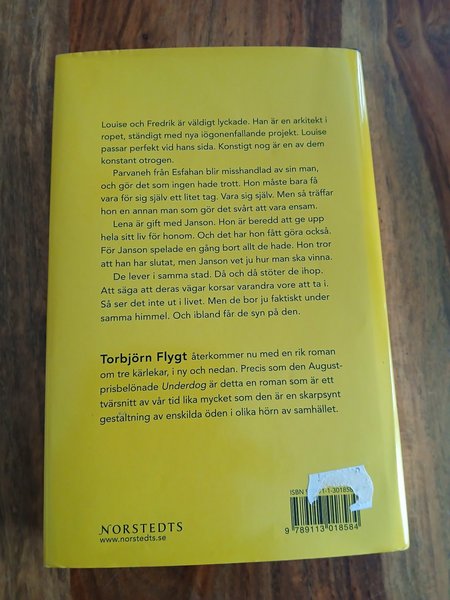 Louise och Fredrik är väldigt lyckade. Han är en arkitekt i
ropet, ständigt med nya iögonenfallande projekt. Louise
passar perfekt vid hans sida. Konstigt nog är en av dem
konstant otrogen.
Parvaneh från Esfahan blir misshandlad av sin man,
och gör det som ingen hade trott. Hon måste bara få
vara för sig själv ett litet tag. Vara sig själv. Men så träffar
hon en annan man som gör det svårt att vara ensam.
Lena är gift med Janson. Hon är beredd att ge upp
hela sitt liv för honom. Och det har hon fått göra också.
För Janson spelade en gång bort allt de hade. Hon tror
att han har slutat, men Janson vet ju hur man ska vinna.
De lever i samma stad. Då och då stöter de ihop.
Att säga att deras vägar korsar varandra vore att ta i.
Så ser det inte ut i livet. Men de bor ju faktiskt under
samma himmel. Och ibland får de syn på den.
Torbjörn Flygt återkommer nu med en rik roman
om tre kärlekar, i ny och nedan. Precis som den August-
prisbelönade Underdog är detta en roman som är ett
tvärsnitt av vår tid lika mycket som den är en skarpsynt
gestaltning av enskilda öden i olika hörn av samhället.
ISBN
9 789113 018584
NORSTEDTS
www.norstedts.se